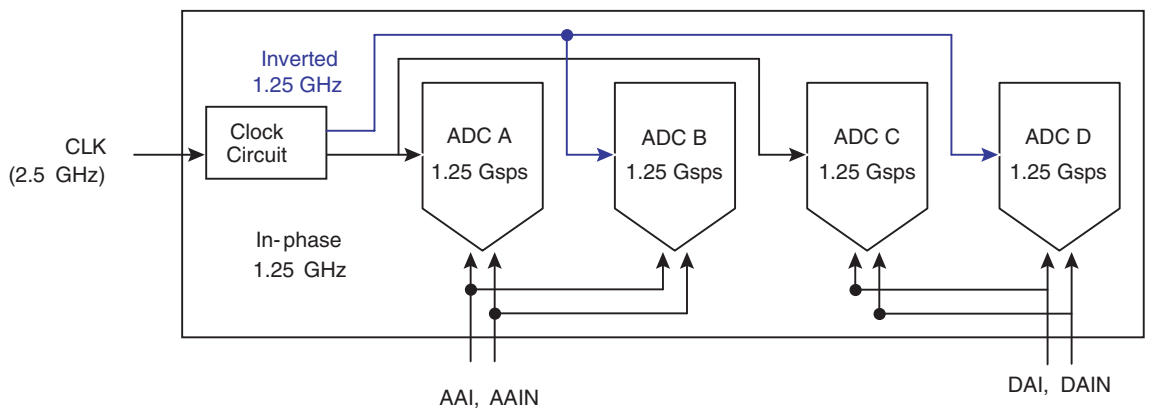 Inverted
1.25 GHz
CLK
(2.5 GHz)
Clock
Circuit
ADC A
1.25 Gsps
ADC B
1.25 Gsps
ADC C
1.25 Gsps
ADC D
1.25 Gsps
In-phase
1.25 GHz
AAI, AAIN
DAI, DAIN